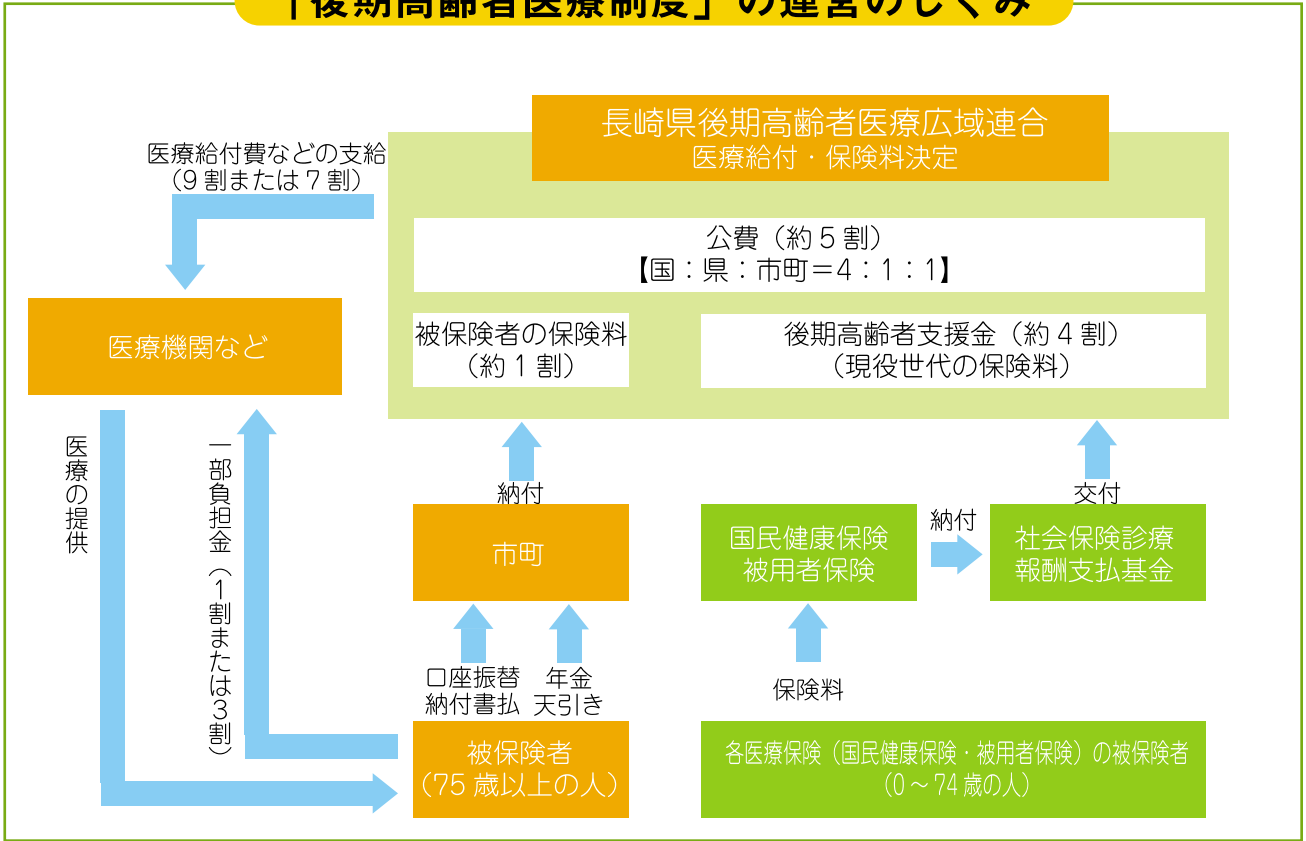 「後期高齢者医療制度」の運営のしくみ
長崎県後期高齢者医療広域連合
医療給付・保険料決定
医療給付費などの支給
（9割または7割）
公費（約5割）
【国：県：市町＝4：1：1】
被保険者の保険料
（約1割）
後期高齢者支援金（約4割）
（現役世代の保険料）
医療機関など
医療の提供
一部負担金（1割または3割）
納付
交付
市町
国民健康保険
被用者保険
納付
社会保険診療
報酬支払基金
口座振替
納付書払
年金
天引き
保険料
被保険者
（75歳以上の人）
各医療保険（国民健康保険・被用者保険）の被保険者
（0～74歳の人）